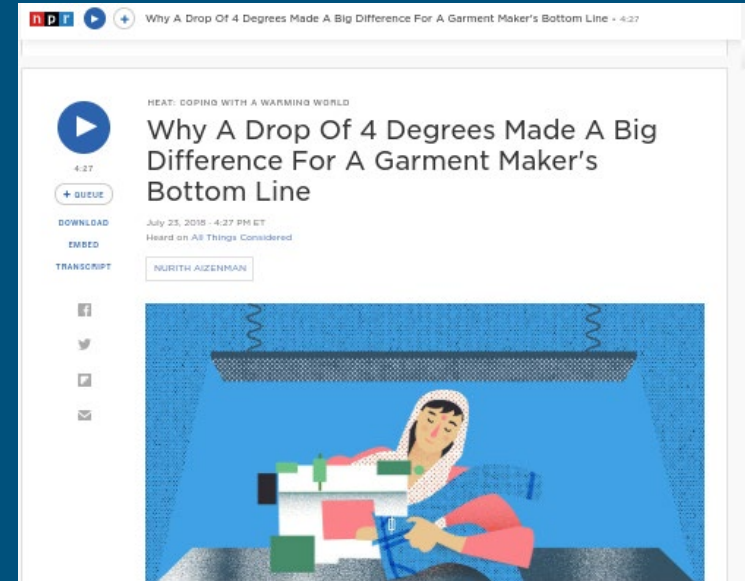 npr + Why A Drop Of 4 Degrees Made A Big Difference For A Garment Maker's Bottom Line • 4:27
HEAT: COPING WITH A WARMING WORLD
Why A Drop Of 4 Degrees Made A Big
Difference For A Garment Maker's
Bottom Line
4:27
+ QUEUE
DOWNLOAD
EMBED
TRANSCRIPT
July 23, 2018 · 4:27 PM ET
Heard on All Things Considered
NURITH AIZENMAN